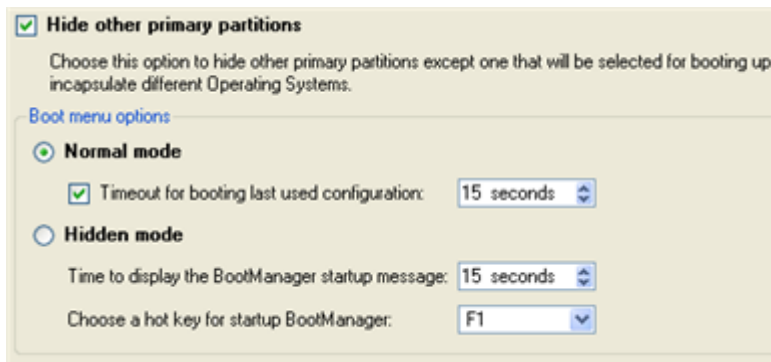 Hide other primary partitions
Choose this option to hide other primary partitions except one that will be selected for booting up
incapsulate different Operating Systems.
Boot menu options
Normal mode
Timeout for booting last used configuration: 15 seconds
Hidden mode
Time to display the BootManager startup message: 15 seconds
Choose a hot key for startup BootManager: F1